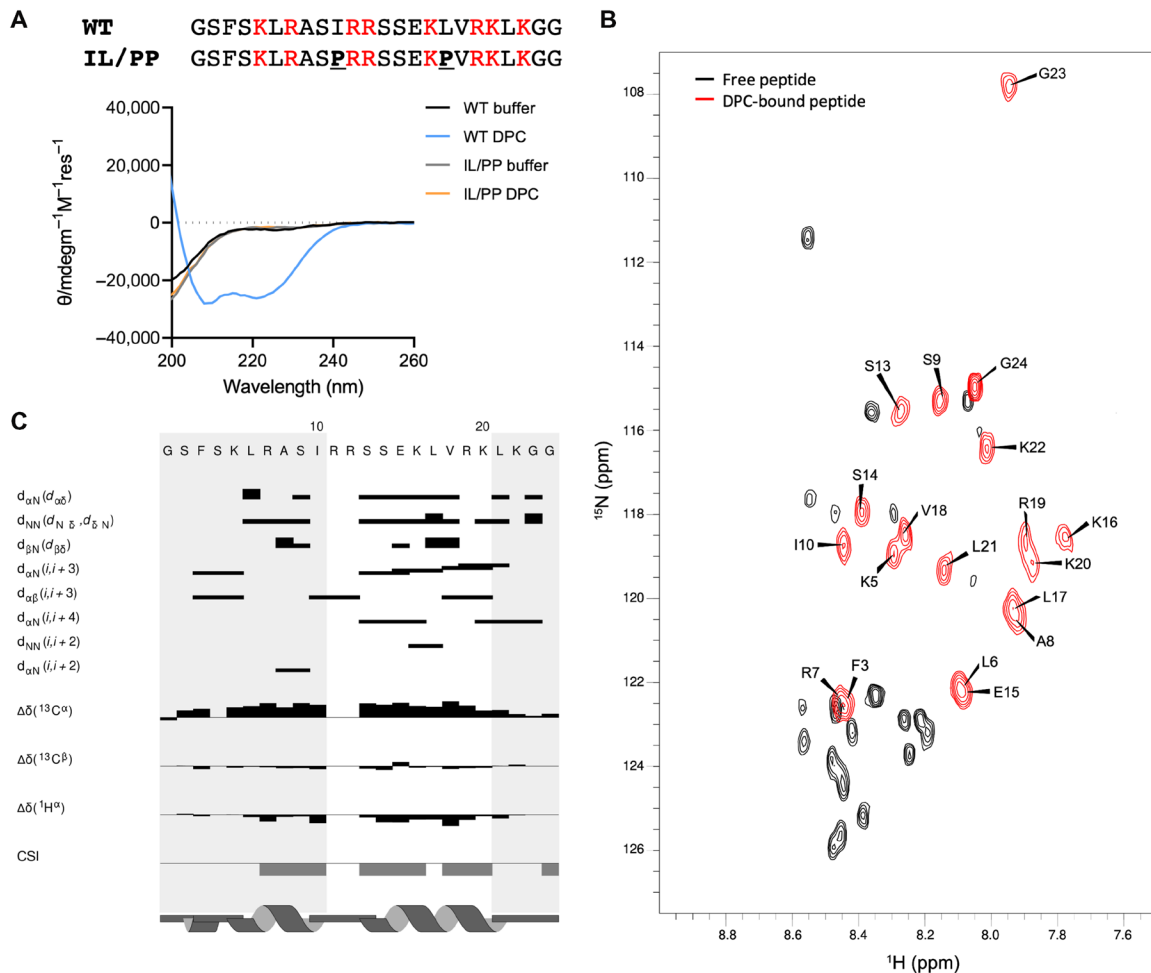 A
WT GSFSKLRASIRRSSEKLVRKLKGG
IL/PP GSFSKLRASPRRSSEKPVRKLKGG
40,000
20,000
0
−20,000
−40,000
θ/mdegm⁻¹M⁻¹res⁻¹
200 220 240 260
Wavelength (nm)
WT buffer
WT DPC
IL/PP buffer
IL/PP DPC
B
Free peptide
DPC-bound peptide
108
110
112
114
116
118
120
122
124
126
¹⁵N (ppm)
8.8 8.6 8.4 8.2 8.0 7.8 7.6
¹H (ppm)
G23
S13
S9
G24
K22
S14
V18
R19
K16
I10
K5
L21
K20
L17
A8
R7
F3
L6
E15
C
10 20
G S F S K L R A S I R R S S E K L V R K L K G G
dαN(dαδ)
dNN(dN δ, dδ N)
dβN(dβδ)
dαN(i,i + 3)
dαβ(i,i + 3)
dαN(i,i + 4)
dNN(i,i + 2)
dαN(i,i + 2)
Δδ(¹³Cᵅ)
Δδ(¹³Cᵝ)
Δδ(¹Hᵅ)
CSI